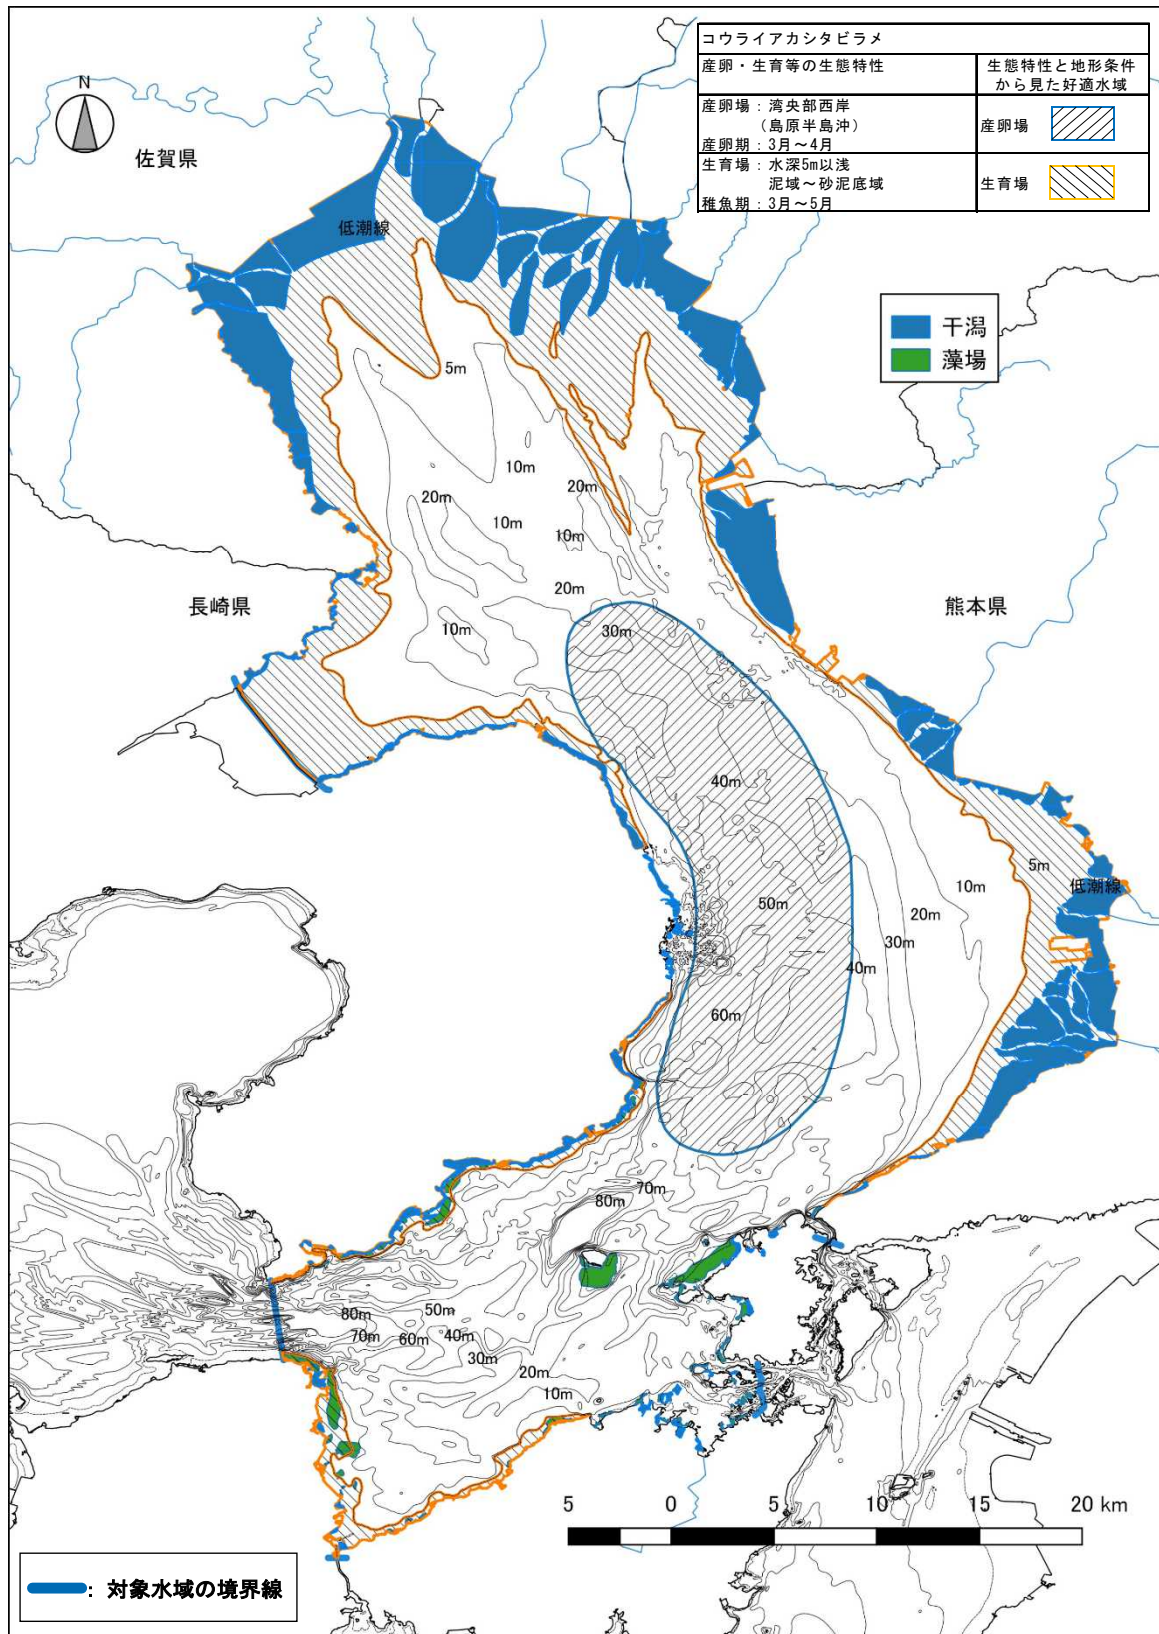 コウライアカシタビラメ
産卵・生育等の生態特性
生態特性と地形条件
から見た好適水域
産卵場：湾央部西岸
（島原半島沖）
産卵期：3月～4月
産卵場
生育場：水深5m以浅
泥域～砂泥底域
稚魚期：3月～5月
生育場
N
佐賀県
低潮線
干潟
藻場
5m
10m
20m
20m
10m
10m
20m
長崎県
熊本県
10m
30m
40m
5m
低潮線
10m
50m
20m
30m
40m
60m
70m
80m
50m
80m
70m
60m
40m
30m
20m
10m
5 0 5 10 15 20 km
: 対象水域の境界線